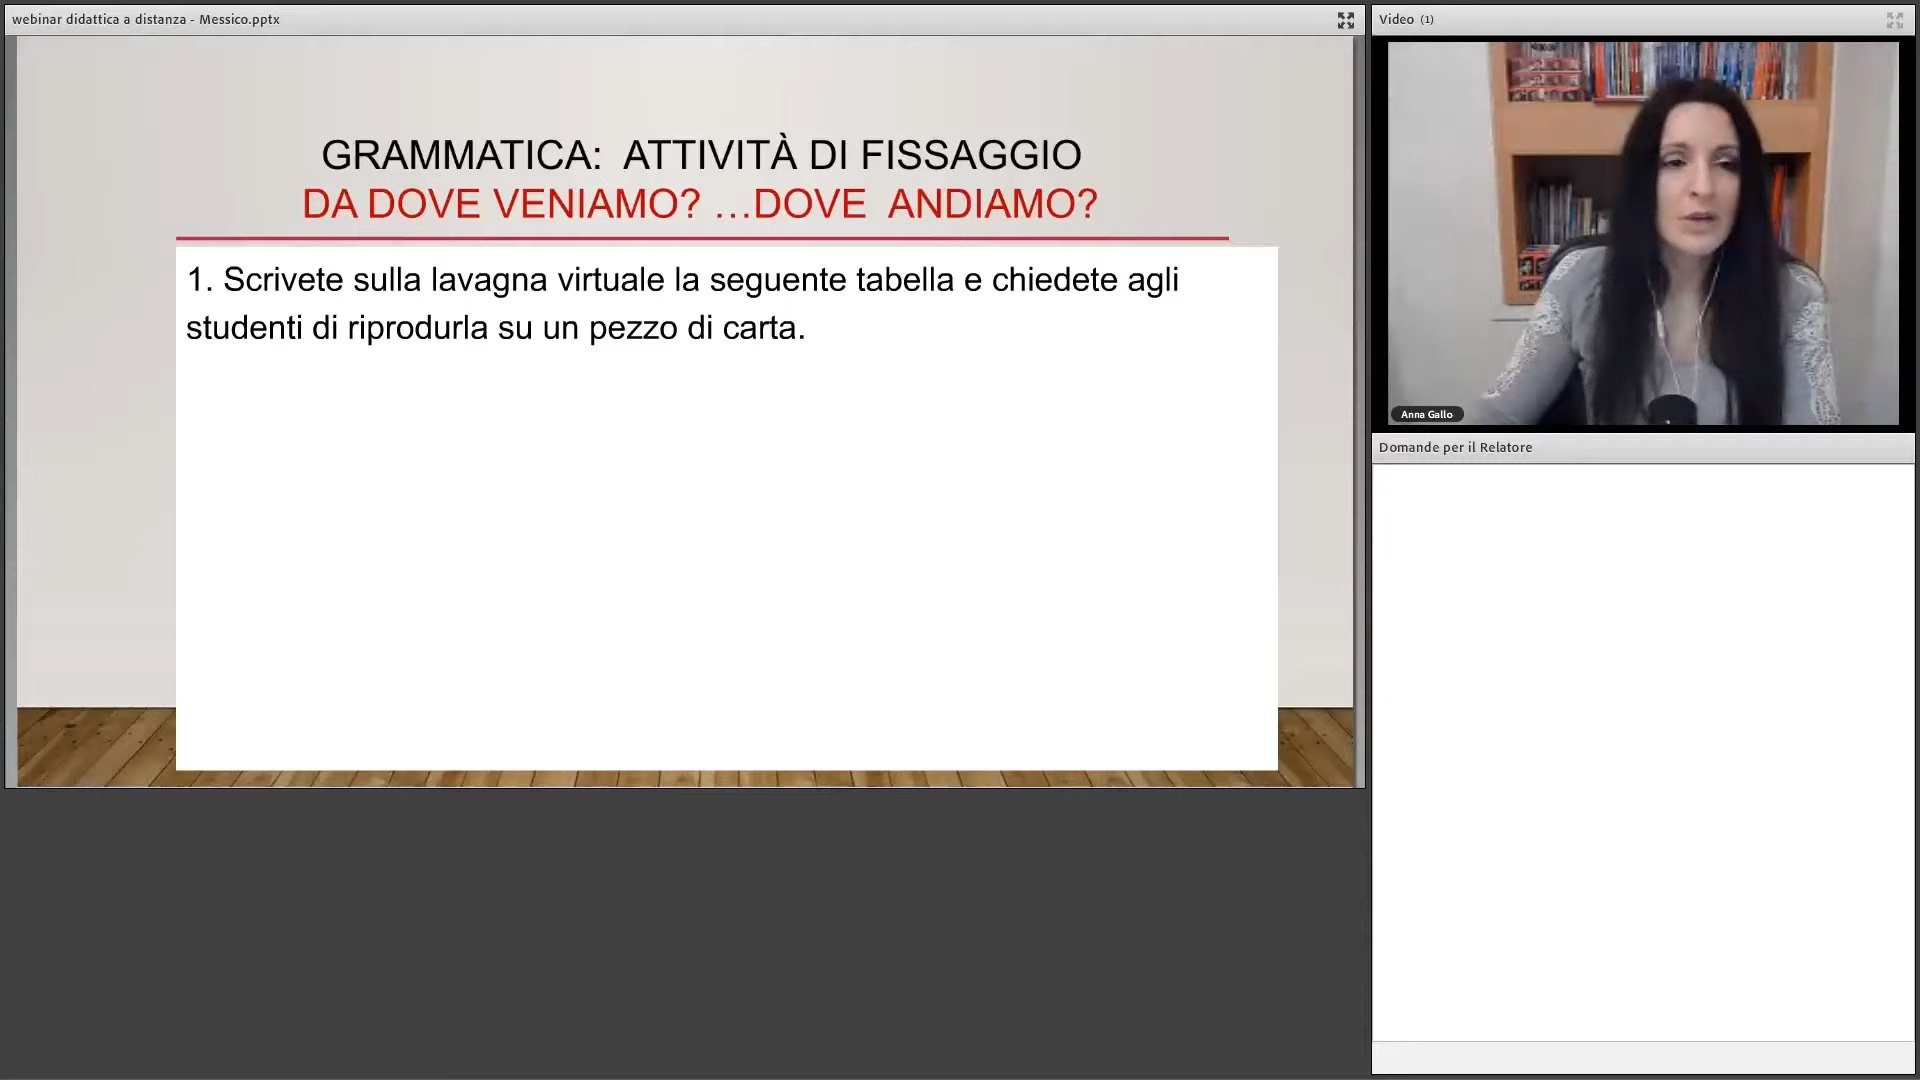 webinar didattica a distanza - Messico.pptx
GRAMMATICA:  ATTIVITÀ DI FISSAGGIO
DA DOVE VENIAMO? …DOVE  ANDIAMO?
1. Scrivete sulla lavagna virtuale la seguente tabella e chiedete agli
studenti di riprodurla su un pezzo di carta.
Video (1)
Anna Gallo
Domande per il Relatore